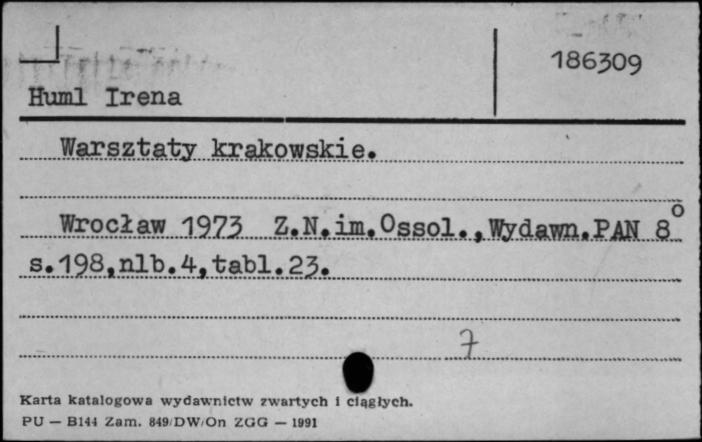 186309
Huml Irena
Warsztaty krakowskie.
Wrocław 1973 Z.N.im.Ossol.,Wydawn.PAN 8°
s.198,nlb.4,tabl.23.
7
Karta katalogowa wydawnictw zwartych i ciągłych.
PU — B144 Zam. 849/DW/On ZGG — 1991